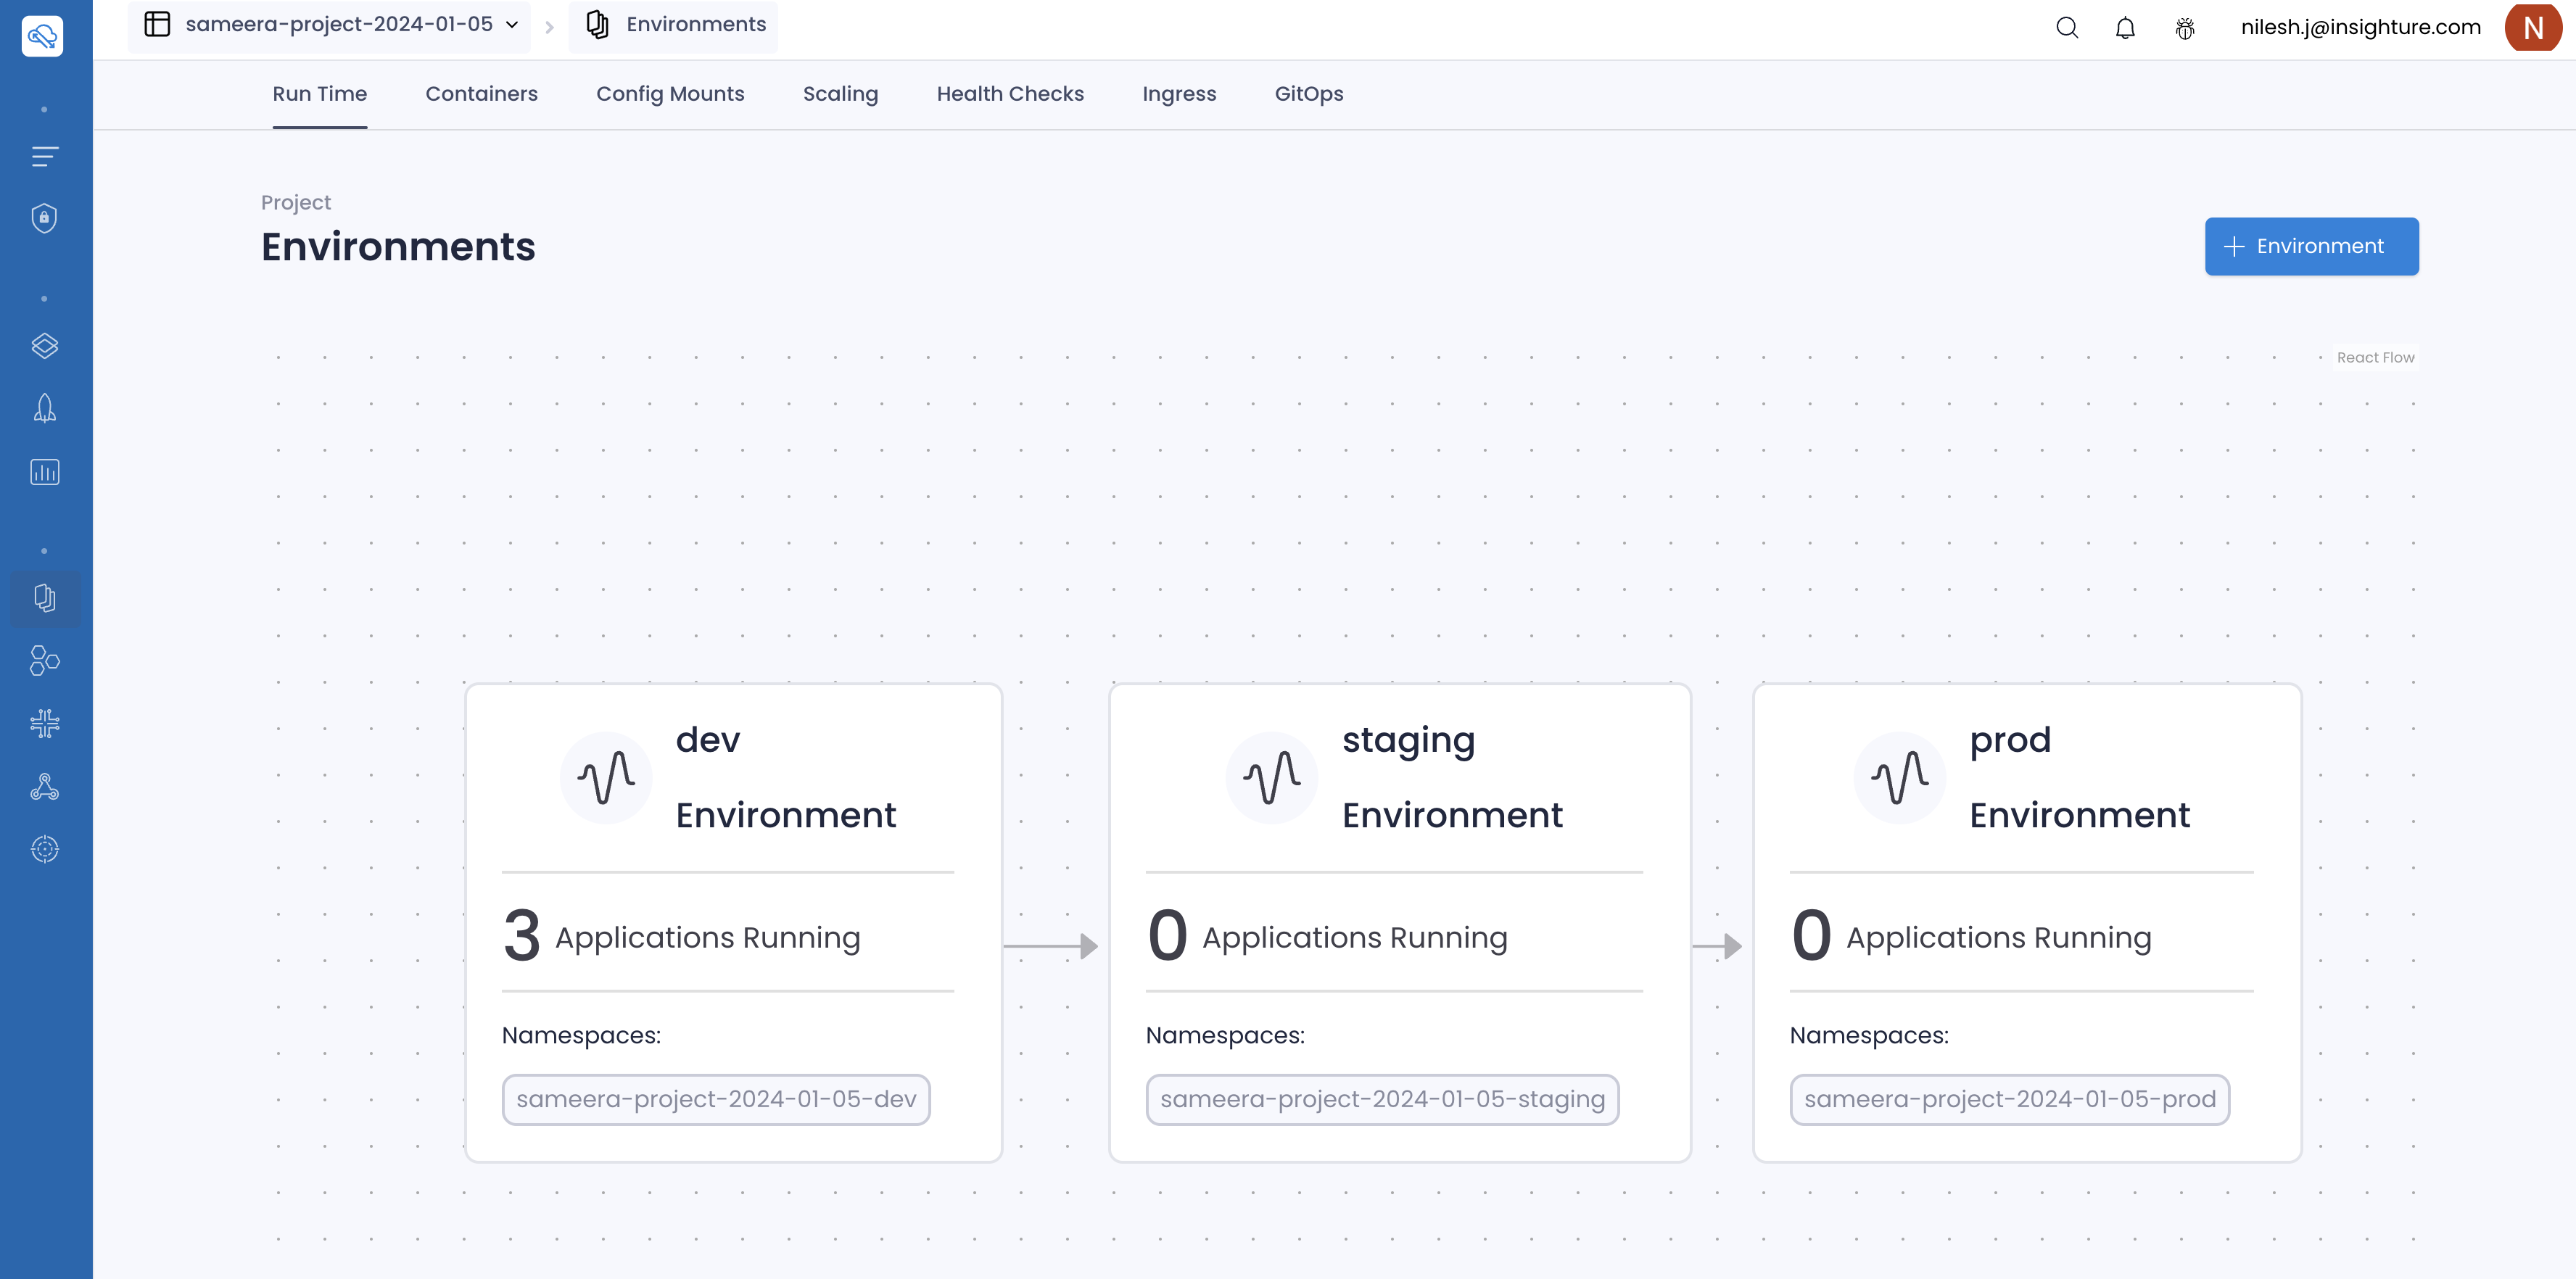 sameera-project-2024-01-05
Environments
nilesh.j@insighture.com
N
Run Time
Containers
Config Mounts
Scaling
Health Checks
Ingress
GitOps
Project
Environments
Environment
React Flow
dev
Environment
3 Applications Running
Namespaces:
sameera-project-2024-01-05-dev
staging
Environment
0 Applications Running
Namespaces:
sameera-project-2024-01-05-staging
prod
Environment
0 Applications Running
Namespaces:
sameera-project-2024-01-05-prod